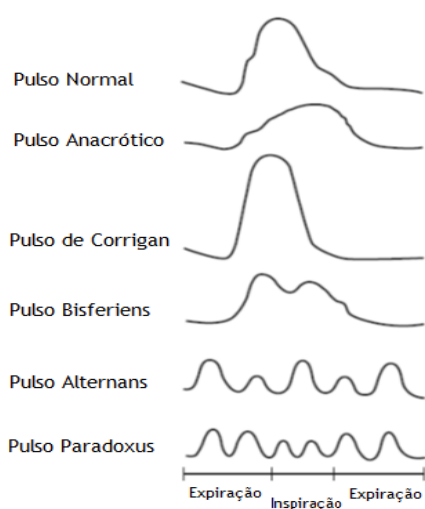 Pulso Normal
Pulso Anacrótico
Pulso de Corrigan
Pulso Bisferiens
Pulso Alternans
Pulso Paradoxus
Expiração Inspiração Expiração